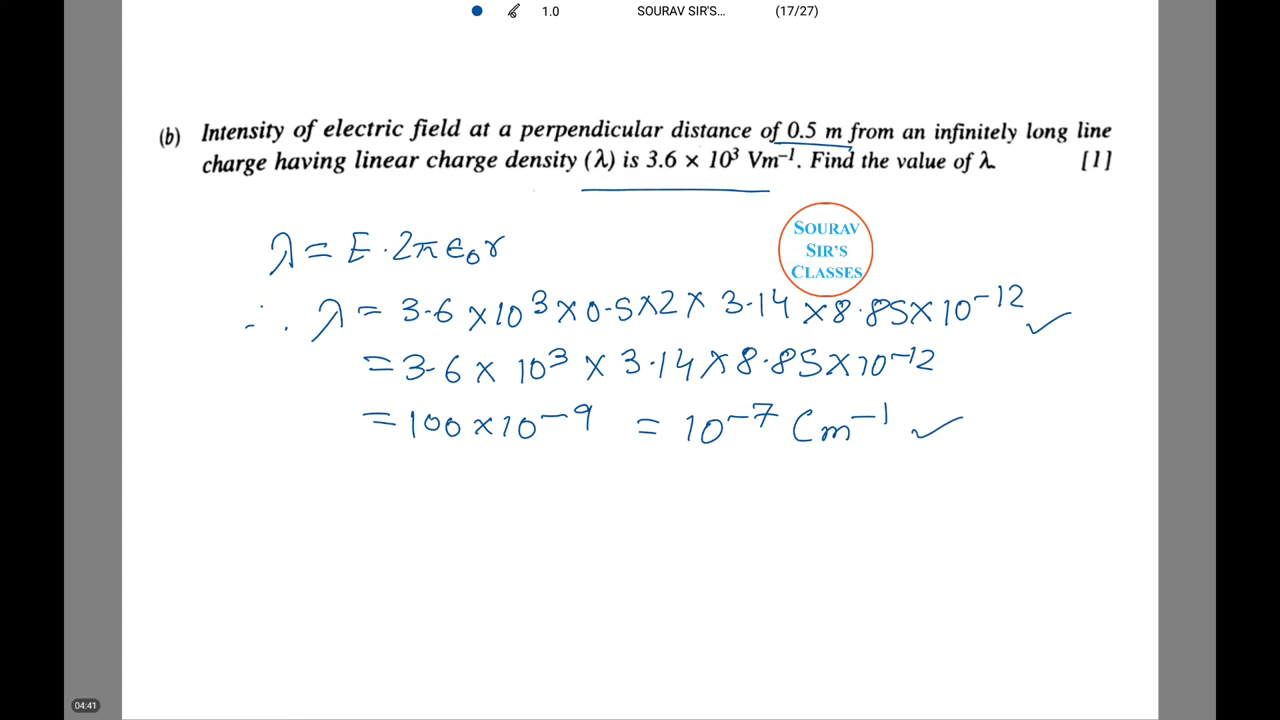 1.0 SOURAV SIR'S... (17/27)
(b) Intensity of electric field at a perpendicular distance of 0.5 m from an infinitely long line
charge having linear charge density (λ) is 3.6 × 10³ Vm⁻¹. Find the value of λ. [1]
SOURAV
SIR'S
CLASSES
λ = E · 2π ϵ₀ r
∴ λ = 3.6 × 10³ × 0.5 × 2 × 3.14 × 8.85 × 10⁻¹² ✓
= 3.6 × 10³ × 3.14 × 8.85 × 10⁻¹²
= 100 × 10⁻⁹ = 10⁻⁷ Cm⁻¹ ✓
04:41